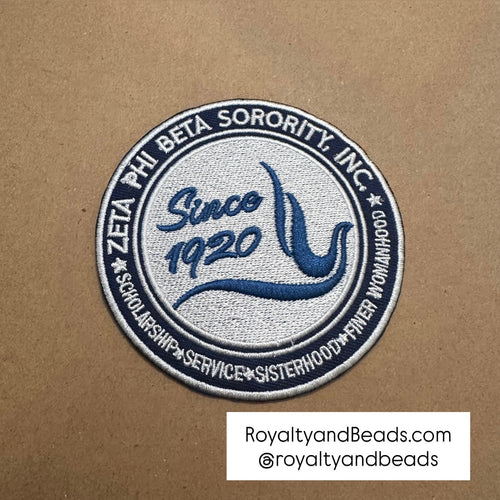 ZETA PHI BETA SORORITY, INC.
Since
1920
SCHOLARSHIP★SERVICE★SISTERHOOD★FINER WOMANHOOD
RoyaltyandBeads.com
@royaltyandbeads